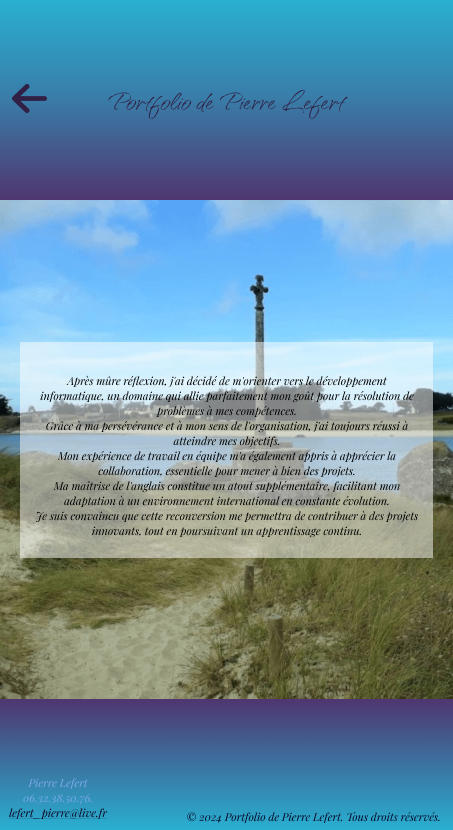 Portfolio de Pierre Lefert
Après mûre réflexion, j'ai décidé de m'orienter vers le développement
informatique, un domaine qui allie parfaitement mon goût pour la résolution de
problèmes à mes compétences.
Grâce à ma persévérance et à mon sens de l'organisation, j'ai toujours réussi à
atteindre mes objectifs.
Mon expérience de travail en équipe m'a également appris à apprécier la
collaboration, essentielle pour mener à bien des projets.
Ma maîtrise de l'anglais constitue un atout supplémentaire, facilitant mon
adaptation à un environnement international en constante évolution.
Je suis convaincu que cette reconversion me permettra de contribuer à des projets
innovants, tout en poursuivant un apprentissage continu.
Pierre Lefert
06.32.38.50.76.
lefert_pierre@live.fr
© 2024 Portfolio de Pierre Lefert. Tous droits réservés.